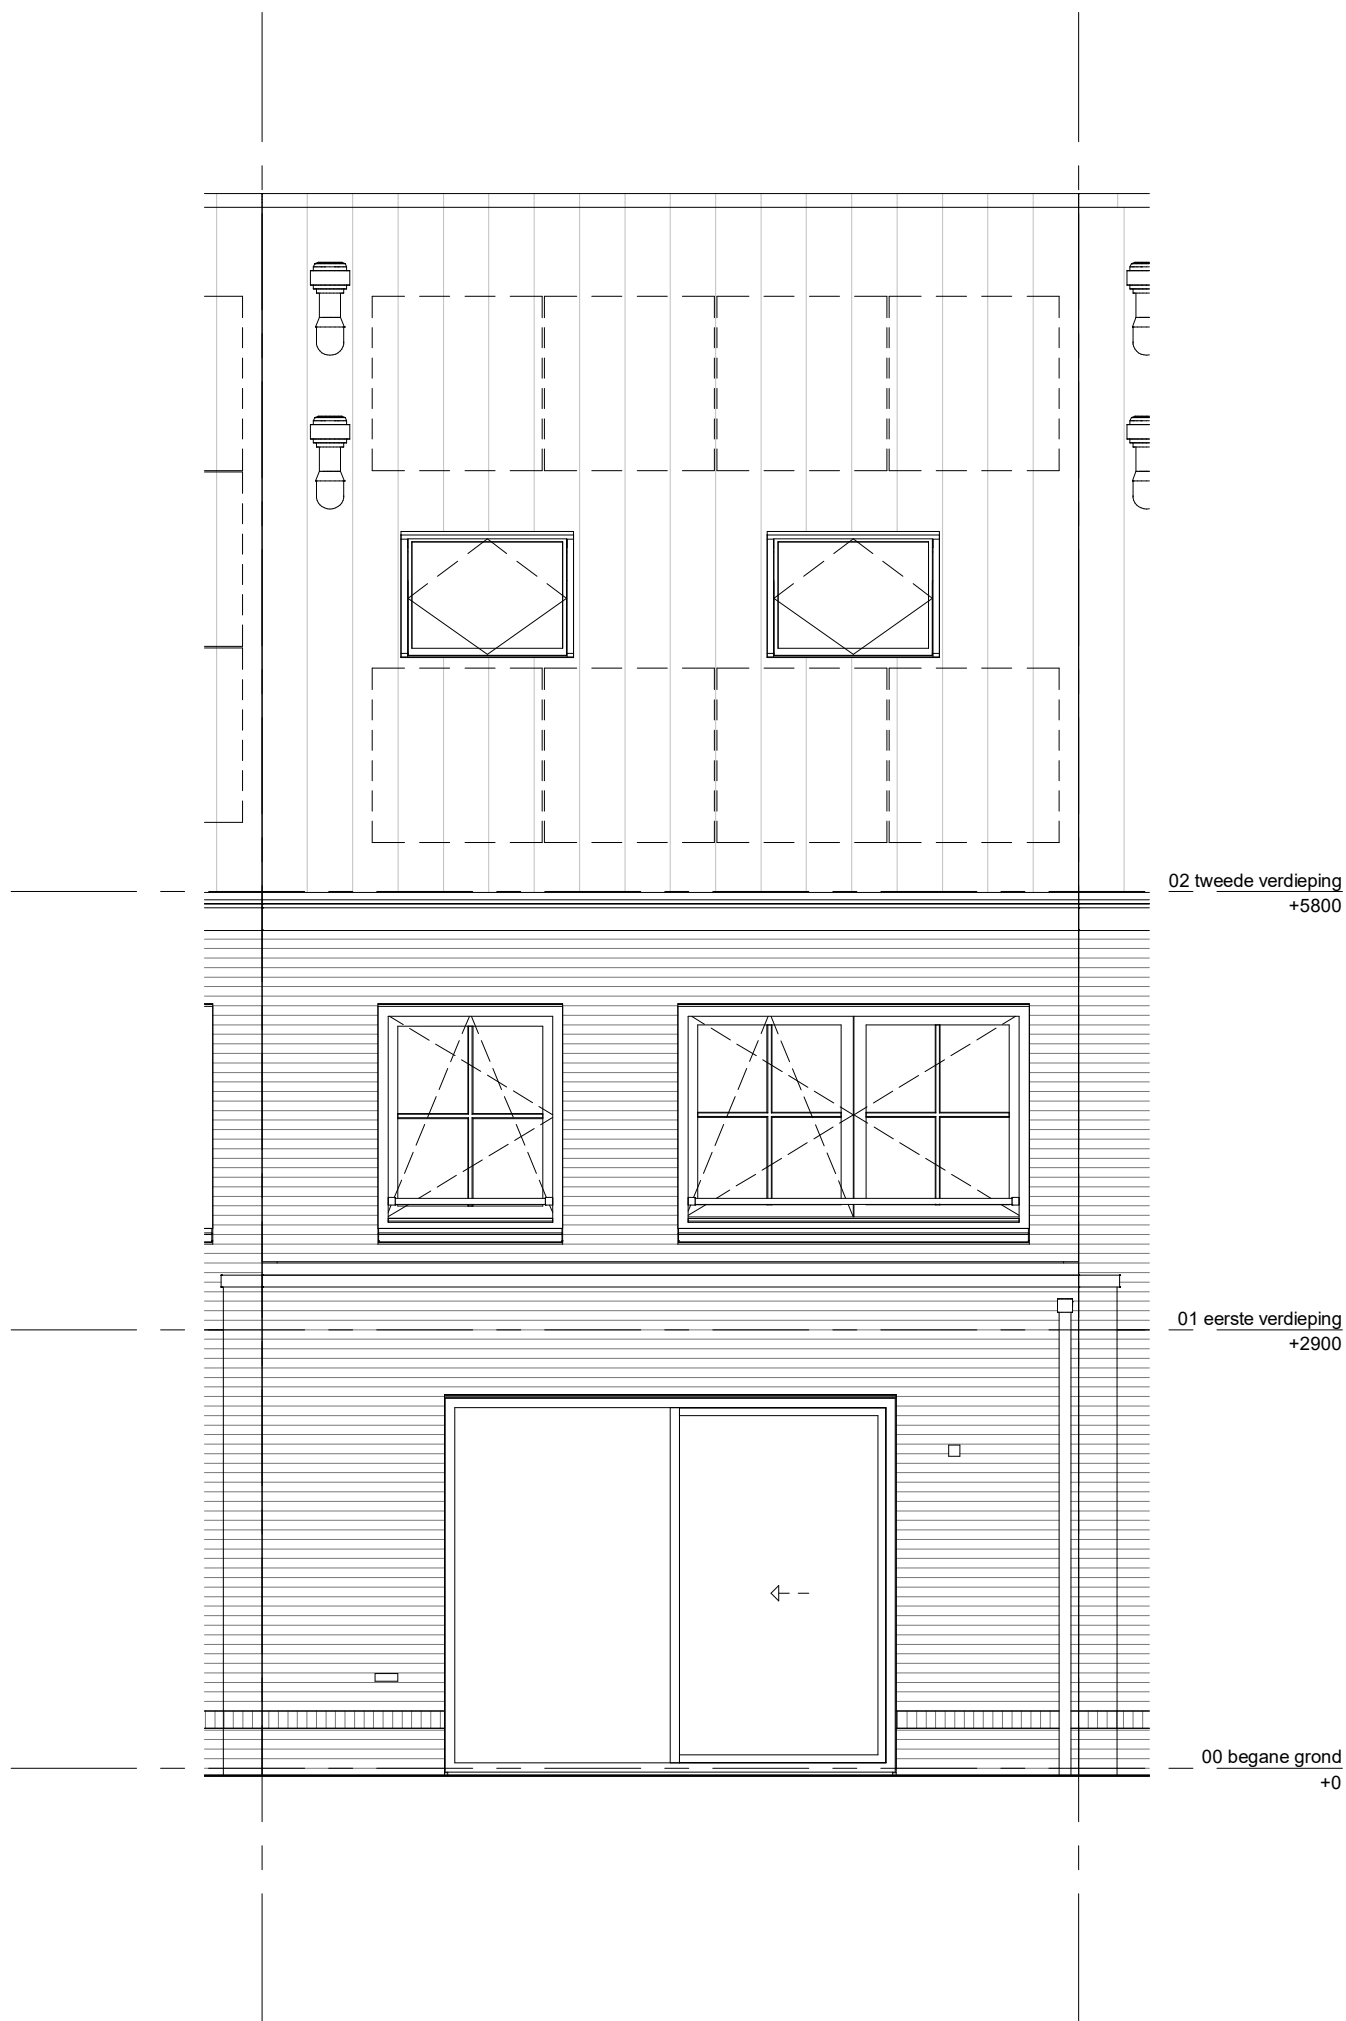 02 tweede verdieping
+5800
01 eerste verdieping
+2900
00 begane grond
+0